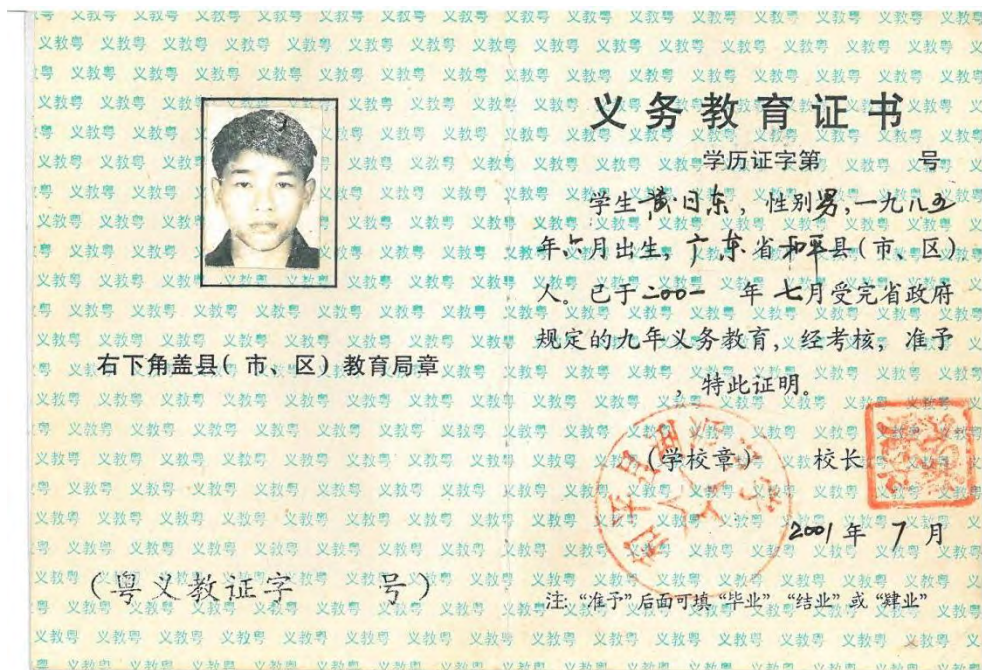 右下角盖县(市、区)教育局章
(粤义教证字 号)
义务教育证书
学历证字第 号
学生黄日东,性别男,一九八五
年六月出生,广东省和平县(市、区)
人。已于二00一 年 七月受完省政府
规定的九年义务教育,经考核,准予
,特此证明。
(学校章) 校长
2001年 7月
注:“准予”后面可填“毕业”“结业”或“肄业”